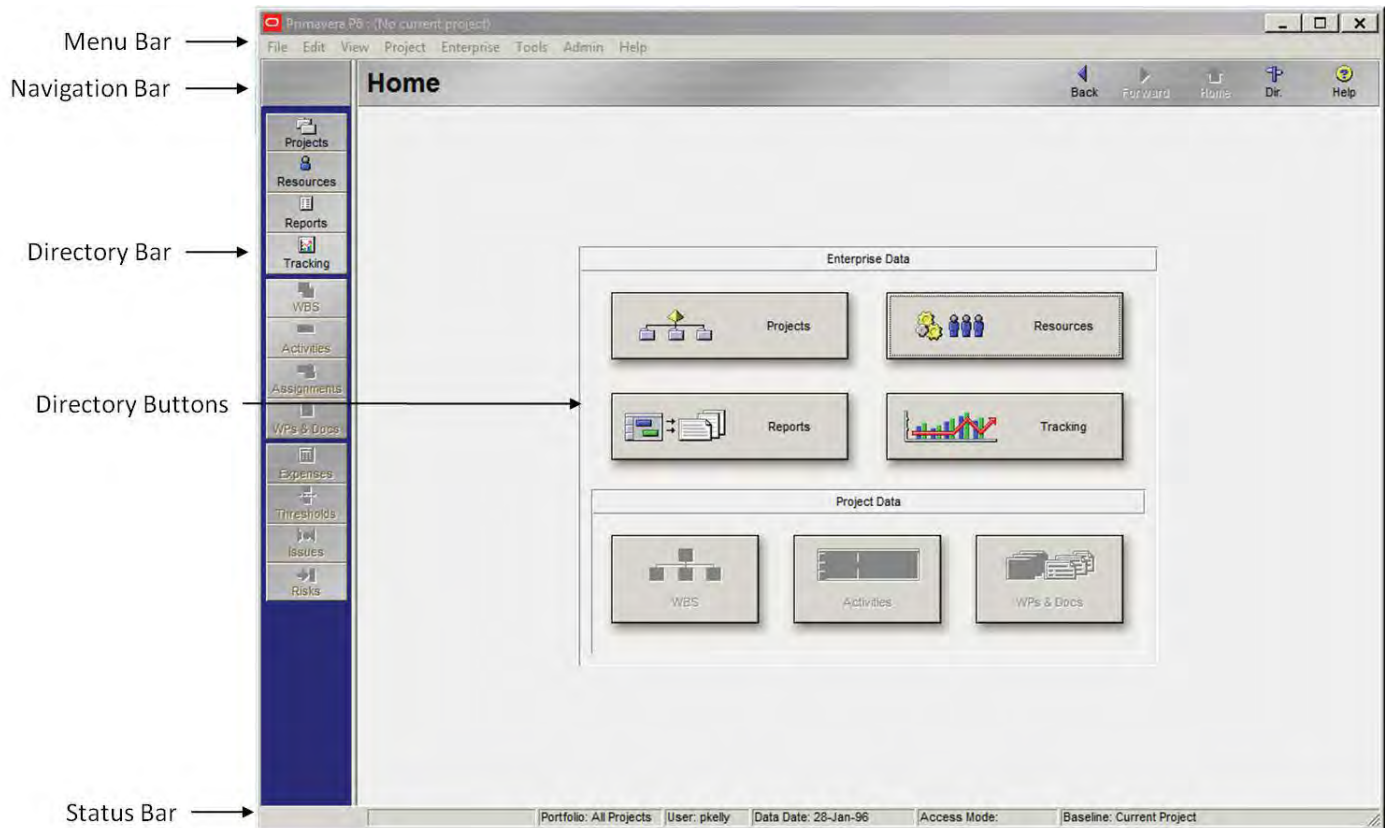 Primavera P6 : (No current project)
Menu Bar
File Edit View Project Enterprise Tools Admin Help
Navigation Bar
Home
Back Forward Home Dir. Help
Projects
Resources
Reports
Directory Bar
Tracking
WBS
Activities
Assignments
WPs & Docs
Expenses
Thresholds
Issues
Risks
Directory Buttons
Enterprise Data
Projects Resources
Reports Tracking
Project Data
WBS Activities WPs & Docs
Status Bar
Portfolio: All Projects User: pkelly Data Date: 28-Jan-96 Access Mode: Baseline: Current Project